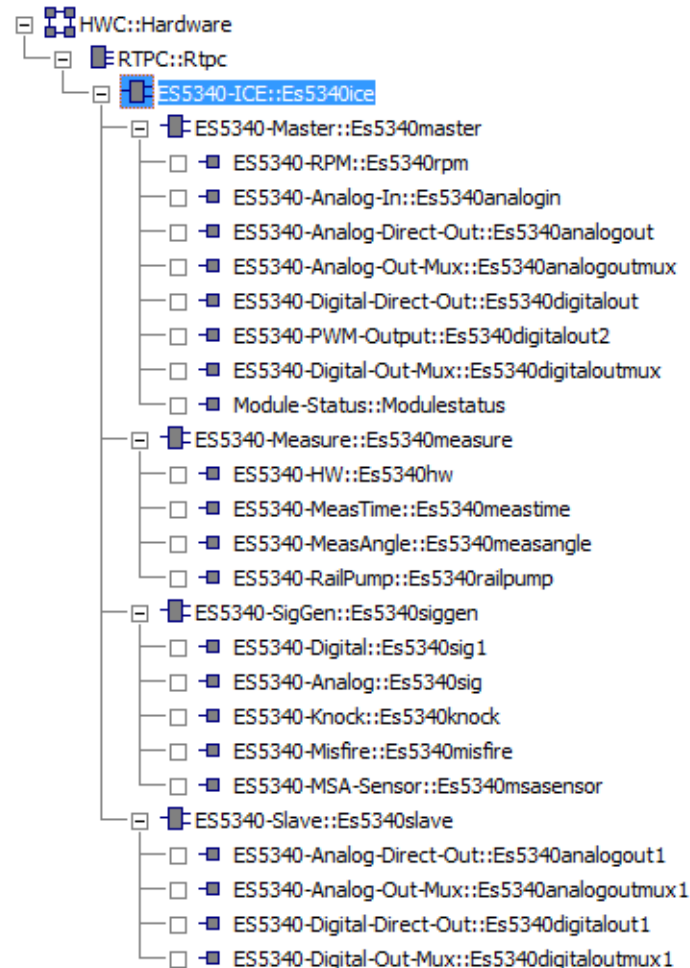 HWC::Hardware
RTPC::Rtpc
ES5340-ICE::Es5340ice
ES5340-Master::Es5340master
ES5340-RPM::Es5340rpm
ES5340-Analog-In::Es5340analogin
ES5340-Analog-Direct-Out::Es5340analogout
ES5340-Analog-Out-Mux::Es5340analogoutmux
ES5340-Digital-Direct-Out::Es5340digitalout
ES5340-PWM-Output::Es5340digitalout2
ES5340-Digital-Out-Mux::Es5340digitaloutmux
Module-Status::Modulestatus
ES5340-Measure::Es5340measure
ES5340-HW::Es5340hw
ES5340-MeasTime::Es5340meastime
ES5340-MeasAngle::Es5340measangle
ES5340-RailPump::Es5340railpump
ES5340-SigGen::Es5340siggen
ES5340-Digital::Es5340sig1
ES5340-Analog::Es5340sig
ES5340-Knock::Es5340knock
ES5340-Misfire::Es5340misfire
ES5340-MSA-Sensor::Es5340msasensor
ES5340-Slave::Es5340slave
ES5340-Analog-Direct-Out::Es5340analogout1
ES5340-Analog-Out-Mux::Es5340analogoutmux1
ES5340-Digital-Direct-Out::Es5340digitalout1
ES5340-Digital-Out-Mux::Es5340digitaloutmux1